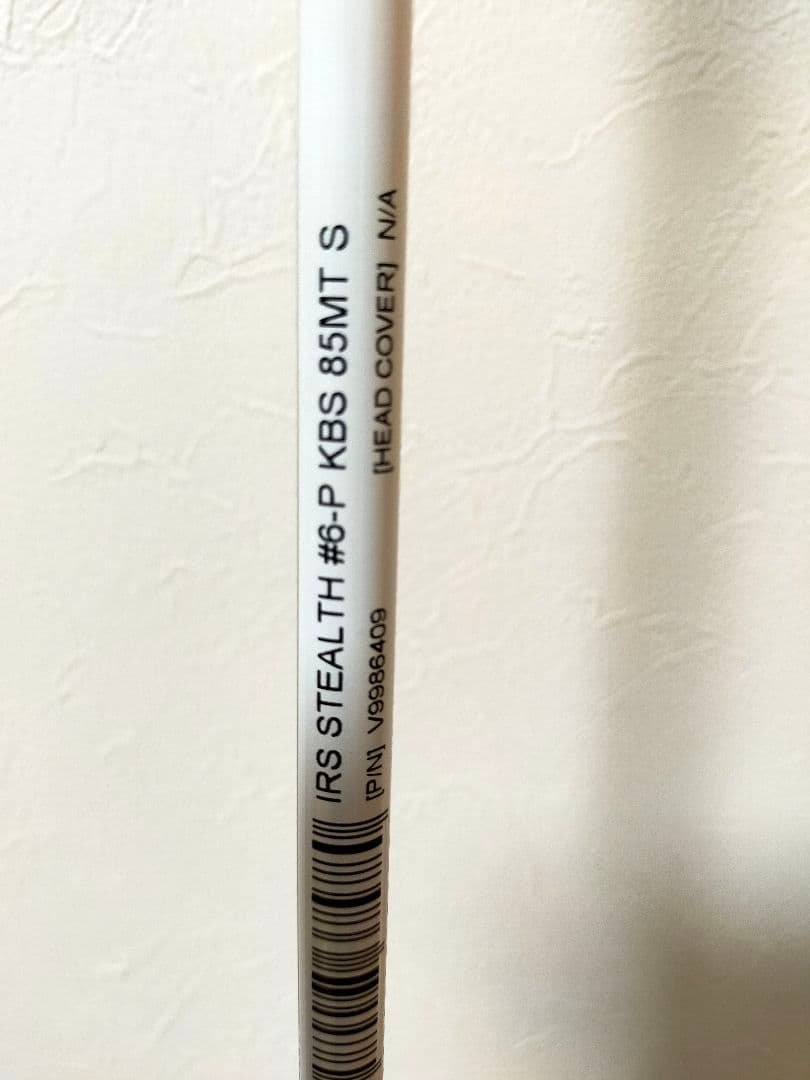 IRS STEALTH #6-P KBS 85MT S
[P/N] V9986409 [HEAD COVER] N/A